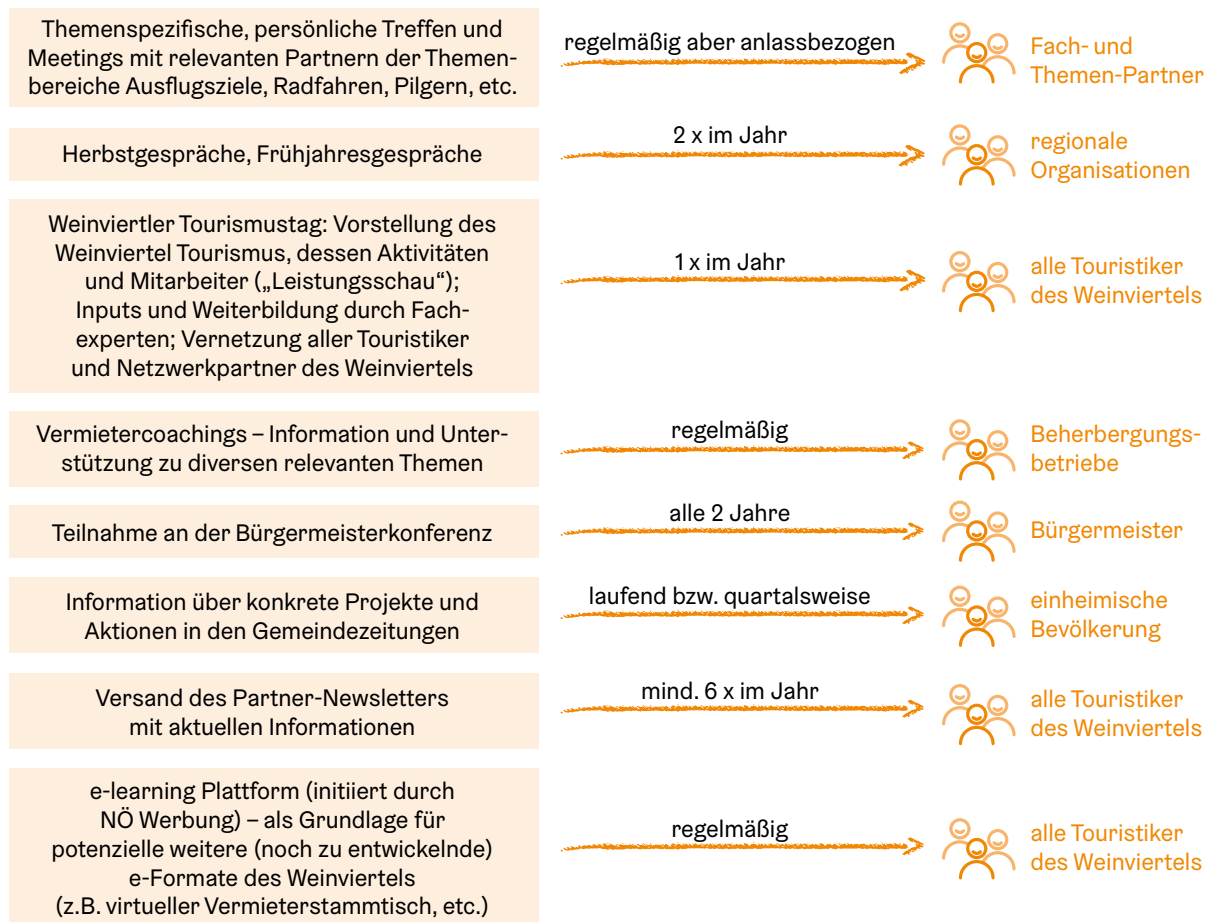 Themenspezifische, persönliche Treffen und
Meetings mit relevanten Partnern der Themen-
bereiche Ausflugsziele, Radfahren, Pilgern, etc.
regelmäßig aber anlassbezogen
Fach- und
Themen-Partner
Herbstgespräche, Frühjahresgespräche
2 x im Jahr
regionale
Organisationen
Weinviertler Tourismustag: Vorstellung des
Weinviertel Tourismus, dessen Aktivitäten
und Mitarbeiter („Leistungsschau“);
Inputs und Weiterbildung durch Fach-
experten; Vernetzung aller Touristiker
und Netzwerkpartner des Weinviertels
1 x im Jahr
alle Touristiker
des Weinviertels
Vermietercoachings – Information und Unter-
stützung zu diversen relevanten Themen
regelmäßig
Beherbergungs-
betriebe
Teilnahme an der Bürgermeisterkonferenz
alle 2 Jahre
Bürgermeister
Information über konkrete Projekte und
Aktionen in den Gemeindezeitungen
laufend bzw. quartalsweise
einheimische
Bevölkerung
Versand des Partner-Newsletters
mit aktuellen Informationen
mind. 6 x im Jahr
alle Touristiker
des Weinviertels
e-learning Plattform (initiiert durch
NÖ Werbung) – als Grundlage für
potenzielle weitere (noch zu entwickelnde)
e-Formate des Weinviertels
(z.B. virtueller Vermieterstammtisch, etc.)
regelmäßig
alle Touristiker
des Weinviertels